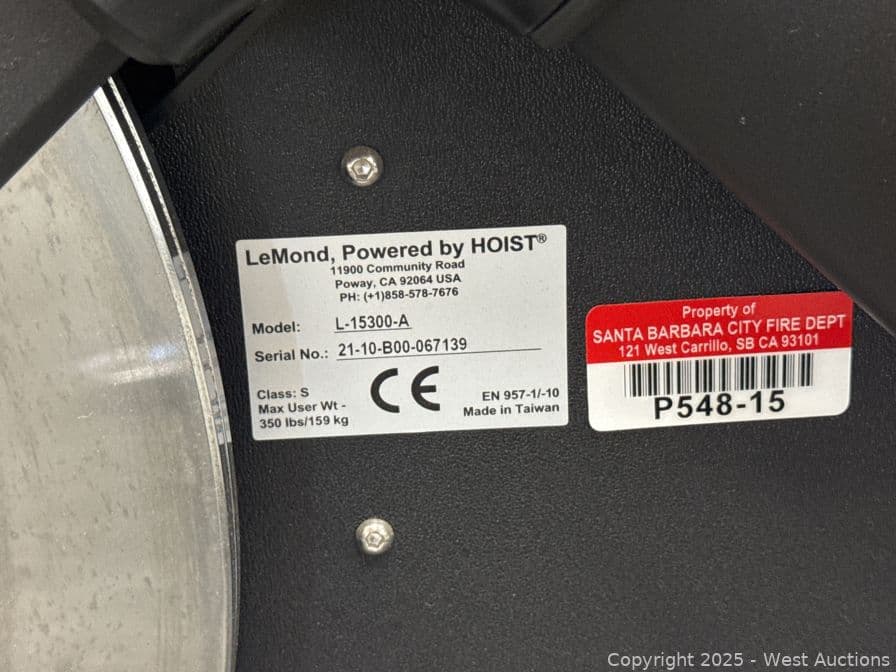 LeMond, Powered by HOIST®
11900 Community Road
Poway, CA 92064 USA
PH: (+1)858-578-7676
Model: L-15300-A
Serial No.: 21-10-B00-067139
Class: S
Max User Wt -
350 lbs/159 kg
CE
EN 957-1/-10
Made in Taiwan
Property of
SANTA BARBARA CITY FIRE DEPT
121 West Carrillo, SB CA 93101
P548-15
Copyright 2025 - West Auctions